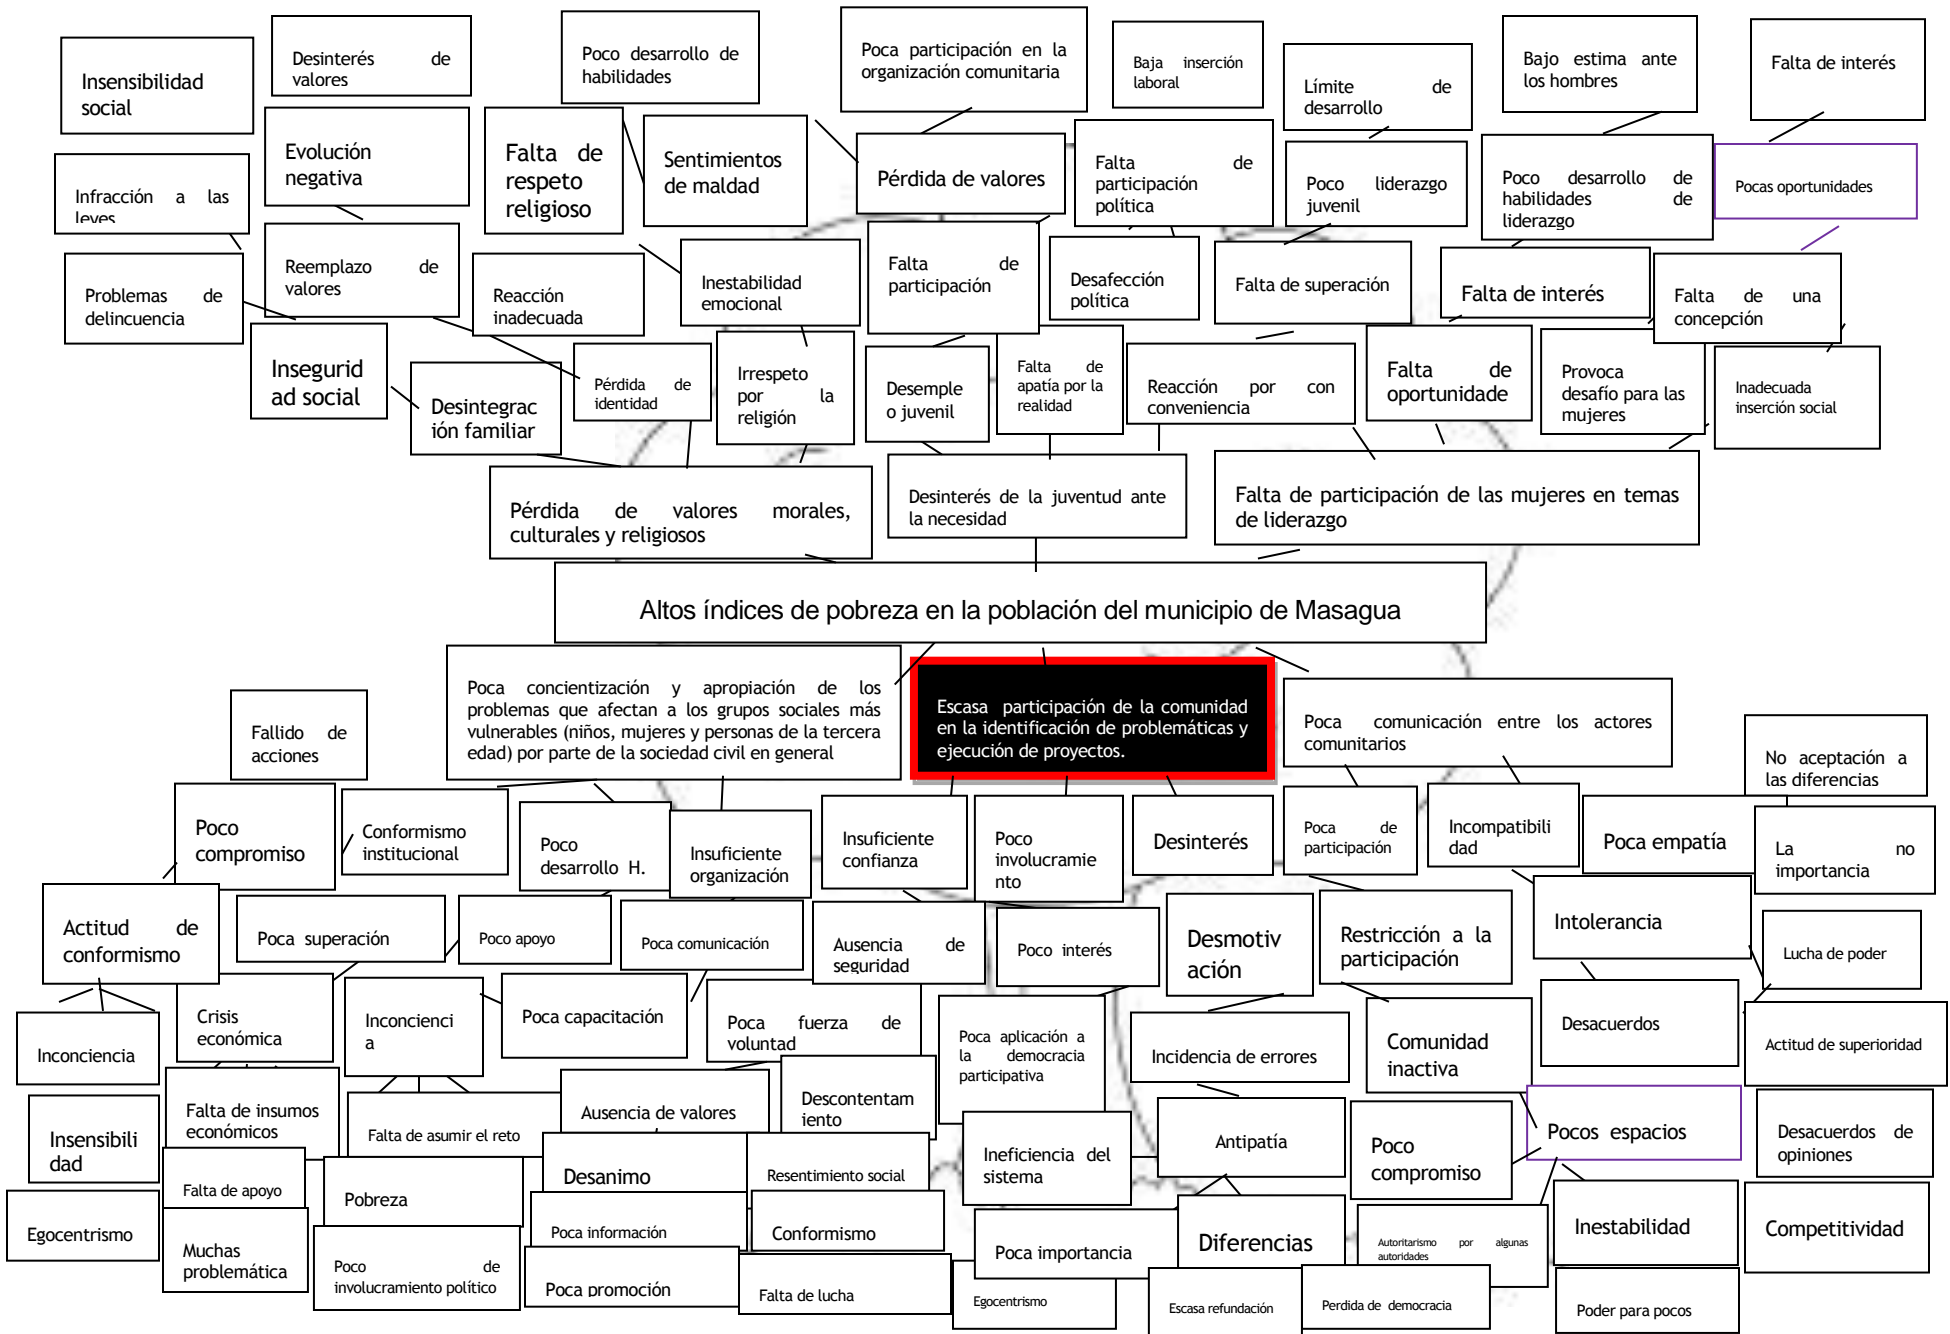 Insensibilidad
social
Desinterés de
valores
Poco desarrollo de
habilidades
Poca participación en la
organización comunitaria
Baja inserción
laboral
Límite de
desarrollo
Bajo estima ante
los hombres
Falta de interés
Infracción a las
leyes
Evolución
negativa
Falta de
respeto
religioso
Sentimientos
de maldad
Pérdida de valores
Falta de
participación
política
Poco liderazgo
juvenil
Poco desarrollo de
habilidades de
liderazgo
Pocas oportunidades
Problemas de
delincuencia
Reemplazo de
valores
Reacción
inadecuada
Inestabilidad
emocional
Falta de
participación
Desafección
política
Falta de superación
Falta de interés
Falta de una
concepción
Insegurid
ad social
Desintegrac
ión familiar
Pérdida de
identidad
Irrespeto
por la
religión
Desemple
o juvenil
Falta de
apatía por la
realidad
Reacción por con
conveniencia
Falta de
oportunidade
Provoca
desafío para las
mujeres
Inadecuada
inserción social
Pérdida de valores morales,
culturales y religiosos
Desinterés de la juventud ante
la necesidad
Falta de participación de las mujeres en temas
de liderazgo
Altos índices de pobreza en la población del municipio de Masagua
Poca concientización y apropiación de los
problemas que afectan a los grupos sociales más
vulnerables (niños, mujeres y personas de la tercera
edad) por parte de la sociedad civil en general
Escasa participación de la comunidad
en la identificación de problemáticas y
ejecución de proyectos.
Poca comunicación entre los actores
comunitarios
Fallido de
acciones
No aceptación a
las diferencias
Poco
compromiso
Conformismo
institucional
Poco
desarrollo H.
Insuficiente
organización
Insuficiente
confianza
Poco
involucramie
nto
Desinterés
Poca de
participación
Incompatibili
dad
Poca empatía
La no
importancia
Actitud de
conformismo
Poca superación
Poco apoyo
Poca comunicación
Ausencia de
seguridad
Poco interés
Desmotiv
ación
Restricción a la
participación
Intolerancia
Lucha de poder
Inconciencia
Crisis
económica
Inconcienci
a
Poca capacitación
Poca fuerza de
voluntad
Poca aplicación a
la democracia
participativa
Incidencia de errores
Comunidad
inactiva
Desacuerdos
Actitud de superioridad
Insensibili
dad
Falta de insumos
económicos
Falta de asumir el reto
Ausencia de valores
Descontentam
iento
Ineficiencia del
sistema
Antipatía
Poco
compromiso
Pocos espacios
Desacuerdos de
opiniones
Egocentrismo
Falta de apoyo
Pobreza
Desanimo
Resentimiento social
Muchas
problemática
Poco de
involucramiento político
Poca información
Conformismo
Poca importancia
Diferencias
Autoritarismo por algunas
autoridades
Inestabilidad
Competitividad
Poca promoción
Falta de lucha
Egocentrismo
Escasa refundación
Perdida de democracia
Poder para pocos